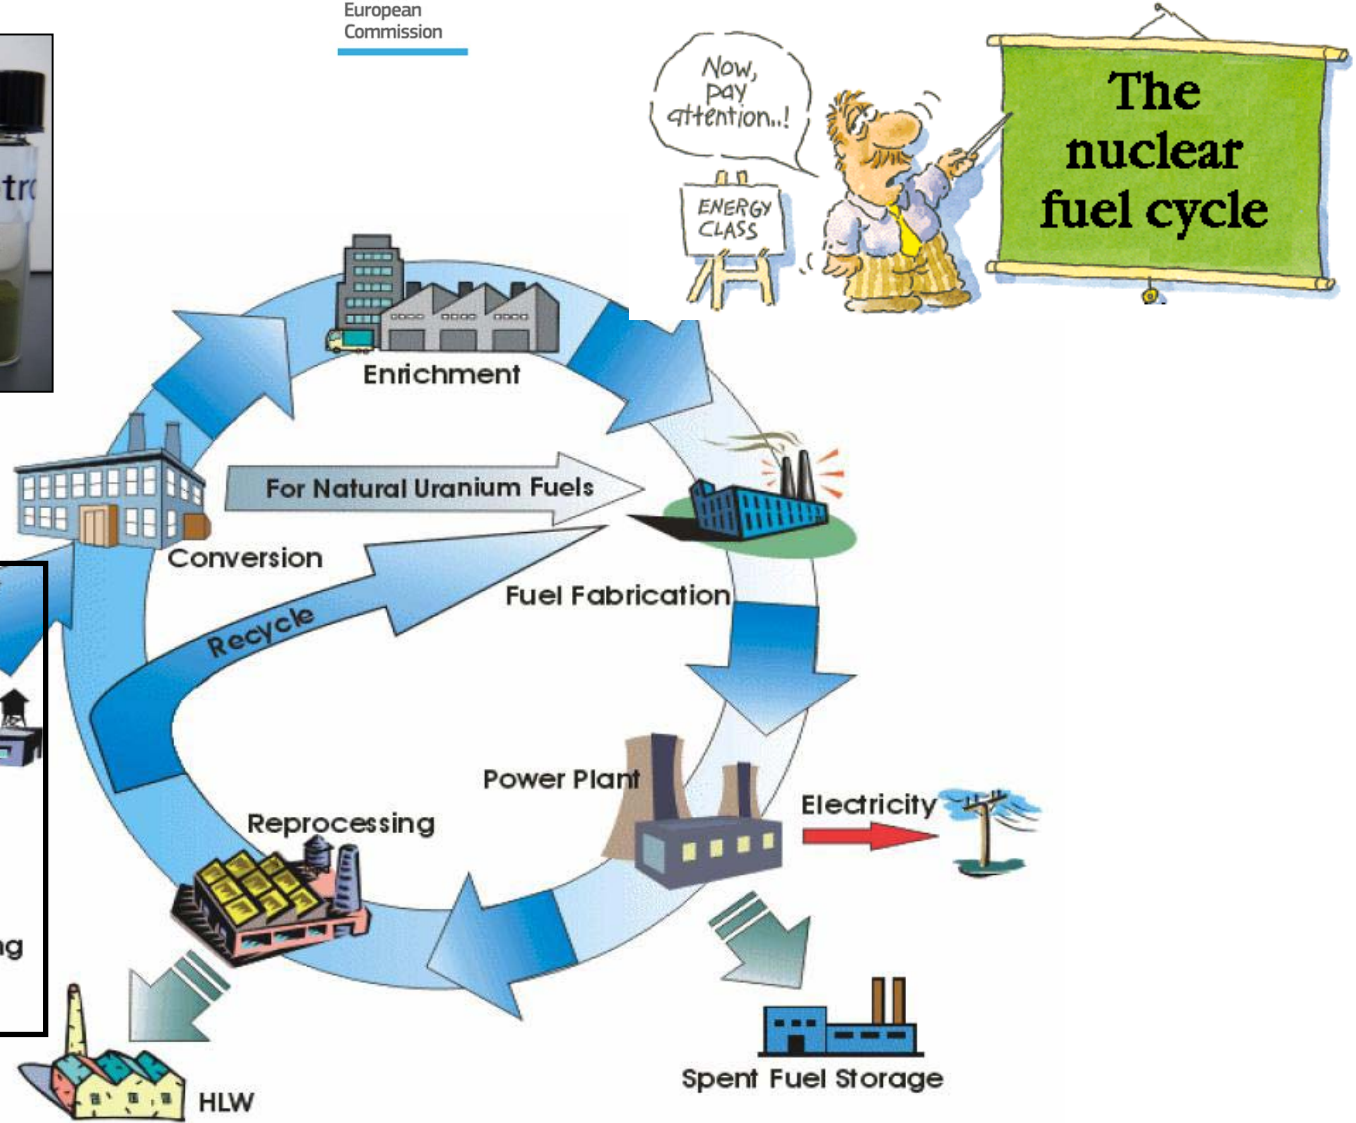 European
Commission
Now,
pay
attention..!
ENERGY
CLASS
The
nuclear
fuel cycle
Enrichment
For Natural Uranium Fuels
Conversion
Fuel Fabrication
Recycle
Power Plant
Electricity
Reprocessing
Spent Fuel Storage
HLW